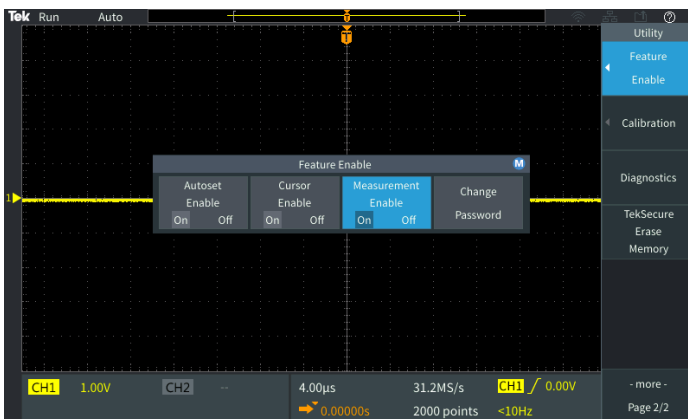 Tek Run Auto
T
T
Utility
Feature
Enable
Calibration
Diagnostics
TekSecure
Erase
Memory
- more -
Page 2/2
1
Feature Enable M
Autoset
Enable
On Off
Cursor
Enable
On Off
Measurement
Enable
On Off
Change
Password
CH1 1.00V CH2 -- 4.00µs 31.2MS/s CH1 0.00V
0.00000s 2000 points <10Hz